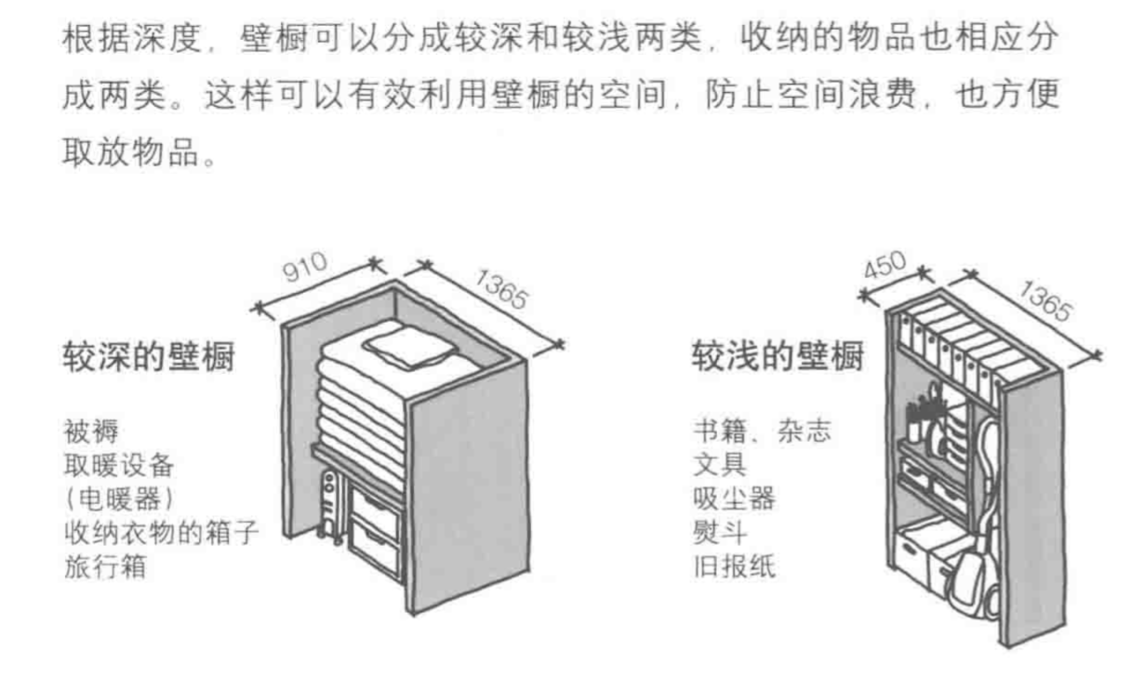 根据深度，壁橱可以分成较深和较浅两类，收纳的物品也相应分
成两类。这样可以有效利用壁橱的空间，防止空间浪费，也方便
取放物品。
910
1365
较深的壁橱
被褥
取暖设备
(电暖器)
收纳衣物的箱子
旅行箱
450
1365
较浅的壁橱
书籍、杂志
文具
吸尘器
熨斗
旧报纸